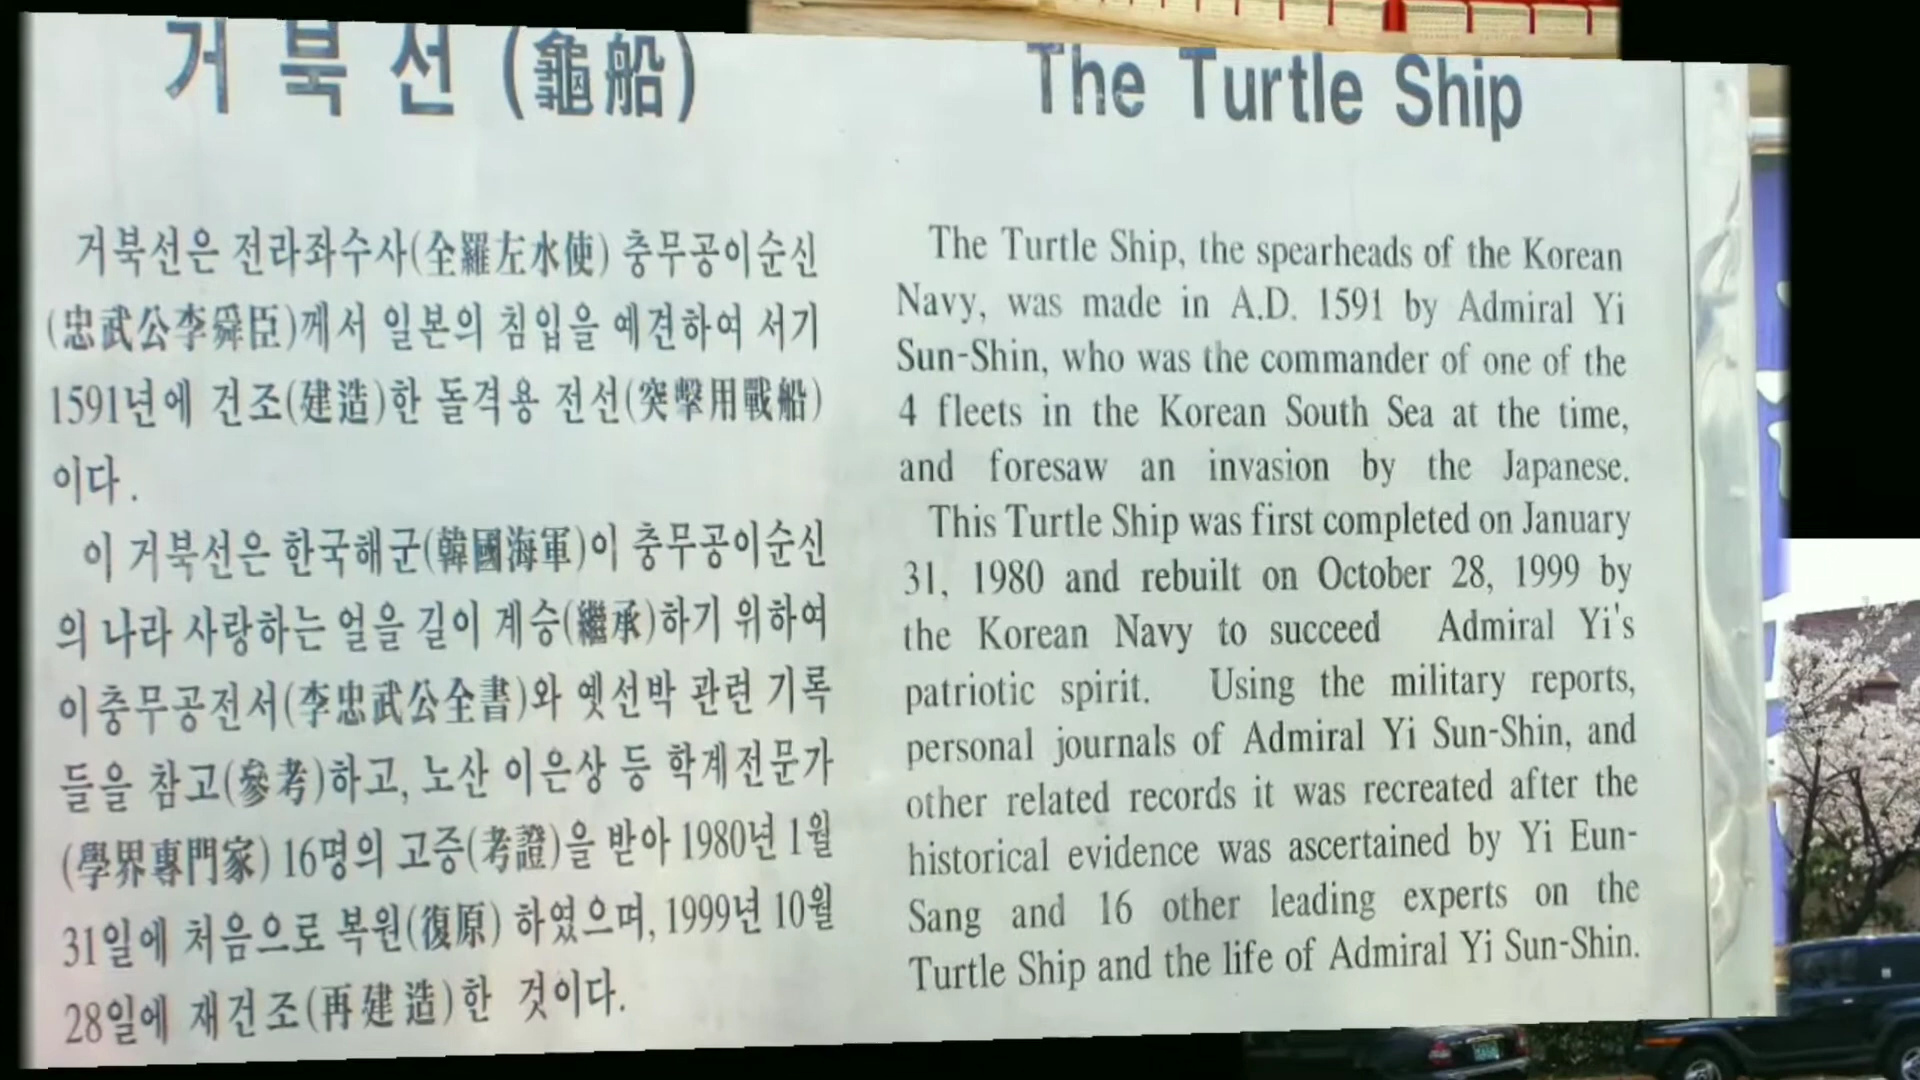 거북선(龜船)
거북선은 전라좌수사(全羅左水使) 충무공이순신
(忠武公李舜臣)께서 일본의 침입을 예견하여 서기
1591년에 건조(建造)한 돌격용 전선(突擊用戰船)
이다.
이 거북선은 한국해군(韓國海軍)이 충무공이순신
의 나라 사랑하는 얼을 길이 계승(繼承)하기 위하여
이충무공전서(李忠武公全書)와 옛선박 관련 기록
들을 참고(參考)하고, 노산 이은상 등 학계전문가
(學界專門家) 16명의 고증(考證)을 받아 1980년 1월
31일에 처음으로 복원(復原) 하였으며, 1999년 10월
28일에 재건조(再建造)한 것이다.
The Turtle Ship
The Turtle Ship, the spearheads of the Korean
Navy, was made in A.D. 1591 by Admiral Yi
Sun-Shin, who was the commander of one of the
4 fleets in the Korean South Sea at the time,
and foresaw an invasion by the Japanese.
This Turtle Ship was first completed on January
31, 1980 and rebuilt on October 28, 1999 by
the Korean Navy to succeed Admiral Yi's
patriotic spirit. Using the military reports,
personal journals of Admiral Yi Sun-Shin, and
other related records it was recreated after the
historical evidence was ascertained by Yi Eun-
Sang and 16 other leading experts on the
Turtle Ship and the life of Admiral Yi Sun-Shin.